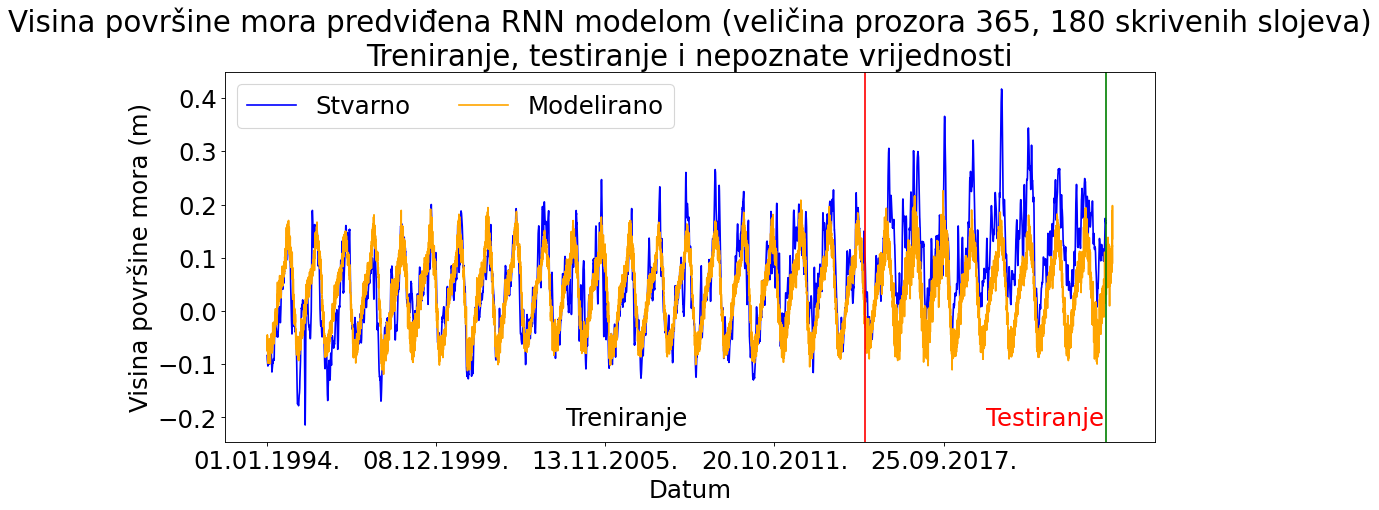 Visina površine mora predviđena RNN modelom (veličina prozora 365, 180 skrivenih slojeva)
Treniranje, testiranje i nepoznate vrijednosti
Stvarno
Modelirano
Visina površine mora (m)
0.4
0.3
0.2
0.1
0.0
−0.1
−0.2
Treniranje
Testiranje
01.01.1994.
08.12.1999.
13.11.2005.
20.10.2011.
25.09.2017.
Datum